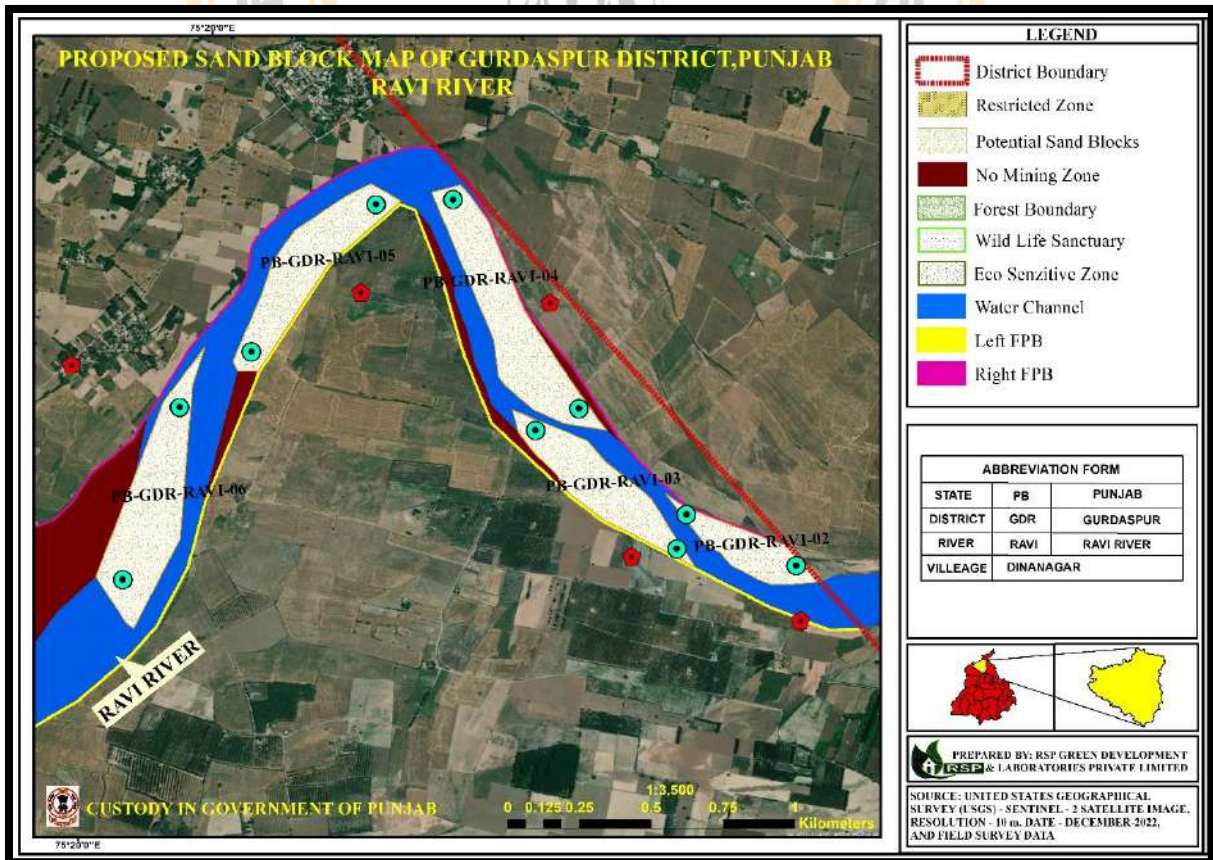 75°20'0"E
PROPOSED SAND BLOCK MAP OF GURDASPUR DISTRICT,PUNJAB
RAVI RIVER
PB-GDR-RAVI-05
PB-GDR-RAVI-04
PB-GDR-RAVI-06
PB-GDR-RAVI-03
PB-GDR-RAVI-02
RAVI RIVER
CUSTODY IN GOVERNMENT OF PUNJAB
1:3,500
0 0.125 0.25 0.5 0.75 1
Kilometers
75°20'0"E
LEGEND
District Boundary
Restricted Zone
Potential Sand Blocks
No Mining Zone
Forest Boundary
Wild Life Sanctuary
Eco Senzitive Zone
Water Channel
Left FPB
Right FPB
ABBREVIATION FORM
STATE PB PUNJAB
DISTRICT GDR GURDASPUR
RIVER RAVI RAVI RIVER
VILLEAGE DINANAGAR
RSP
PREPARED BY: RSP GREEN DEVELOPMENT
& LABORATORIES PRIVATE LIMITED
SOURCE: UNITED STATES GEOGRAPHICAL
SURVEY (USGS) - SENTINEL - 2 SATELLITE IMAGE,
RESOLUTION - 10 m. DATE - DECEMBER-2022,
AND FIELD SURVEY DATA